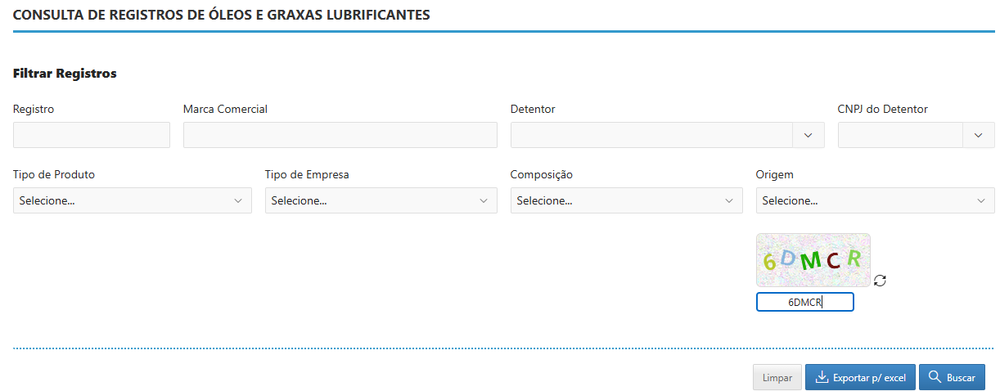 CONSULTA DE REGISTROS DE ÓLEOS E GRAXAS LUBRIFICANTES
Filtrar Registros
Registro
Marca Comercial
Detentor
CNPJ do Detentor
Tipo de Produto
Tipo de Empresa
Composição
Origem
Selecione...
Selecione...
Selecione...
Selecione...
6DMCR
6DMCR
Limpar
Exportar p/ excel
Buscar